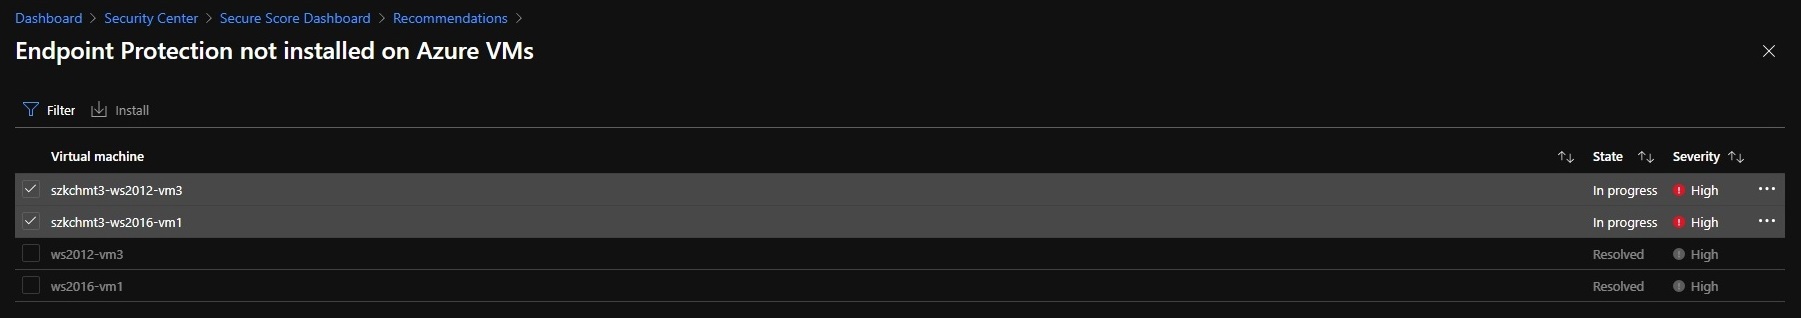 Dashboard > Security Center > Secure Score Dashboard > Recommendations >
Endpoint Protection not installed on Azure VMs
Filter Install
Virtual machine State Severity
szkchmt3-ws2012-vm3 In progress High
szkchmt3-ws2016-vm1 In progress High
ws2012-vm3 Resolved High
ws2016-vm1 Resolved High